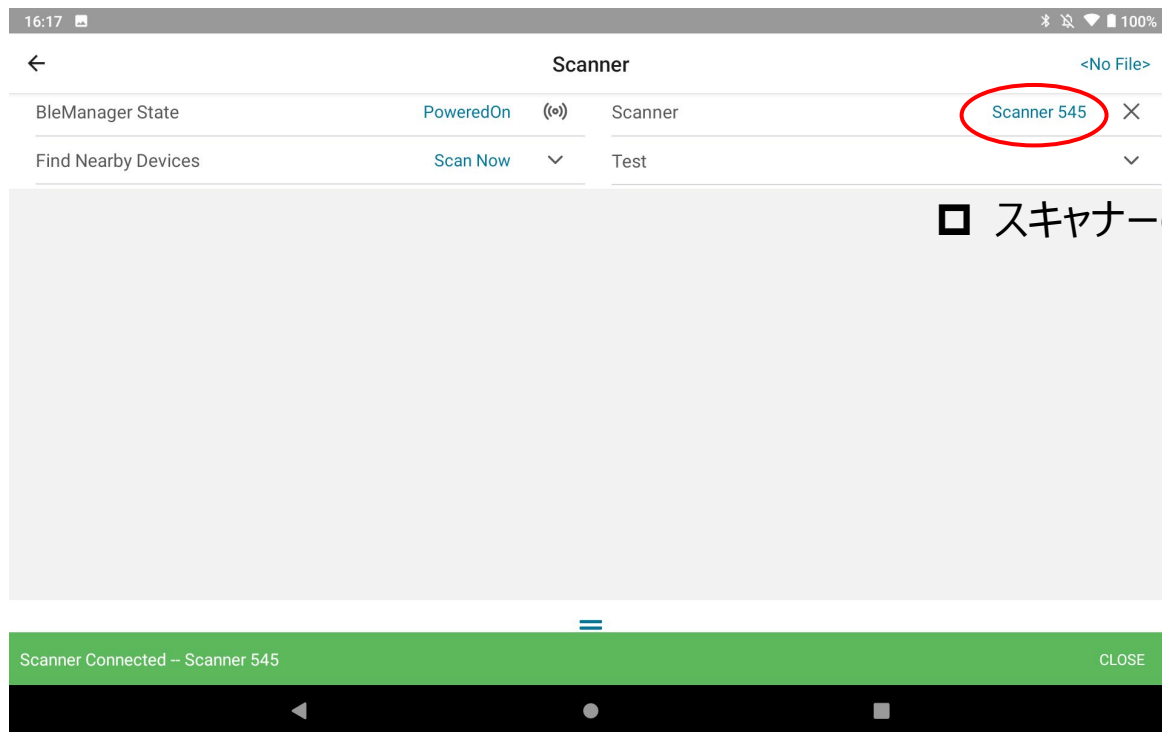 16:17 100%
Scanner <No File>
BleManager State PoweredOn Scanner Scanner 545
Find Nearby Devices Scan Now Test
スキャナー
Scanner Connected -- Scanner 545 CLOSE